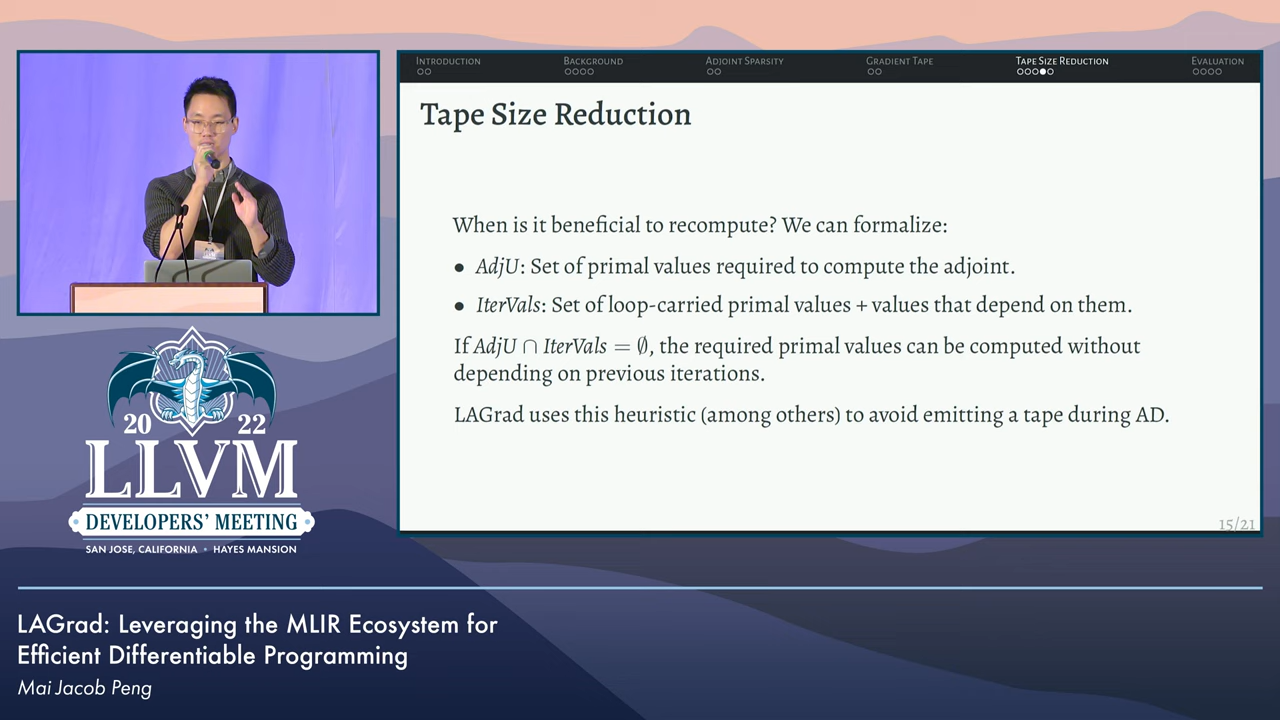 INTRODUCTION
BACKGROUND
ADJOINT SPARSITY
GRADIENT TAPE
TAPE SIZE REDUCTION
EVALUATION
Tape Size Reduction
When is it beneficial to recompute? We can formalize:
• AdjU: Set of primal values required to compute the adjoint.
• IterVals: Set of loop-carried primal values + values that depend on them.
If AdjU ∩ IterVals = ∅, the required primal values can be computed without
depending on previous iterations.
LAGrad uses this heuristic (among others) to avoid emitting a tape during AD.
15/21
20 22
LLVM
DEVELOPERS' MEETING
SAN JOSE, CALIFORNIA • HAYES MANSION
LAGrad: Leveraging the MLIR Ecosystem for
Efficient Differentiable Programming
Mai Jacob Peng